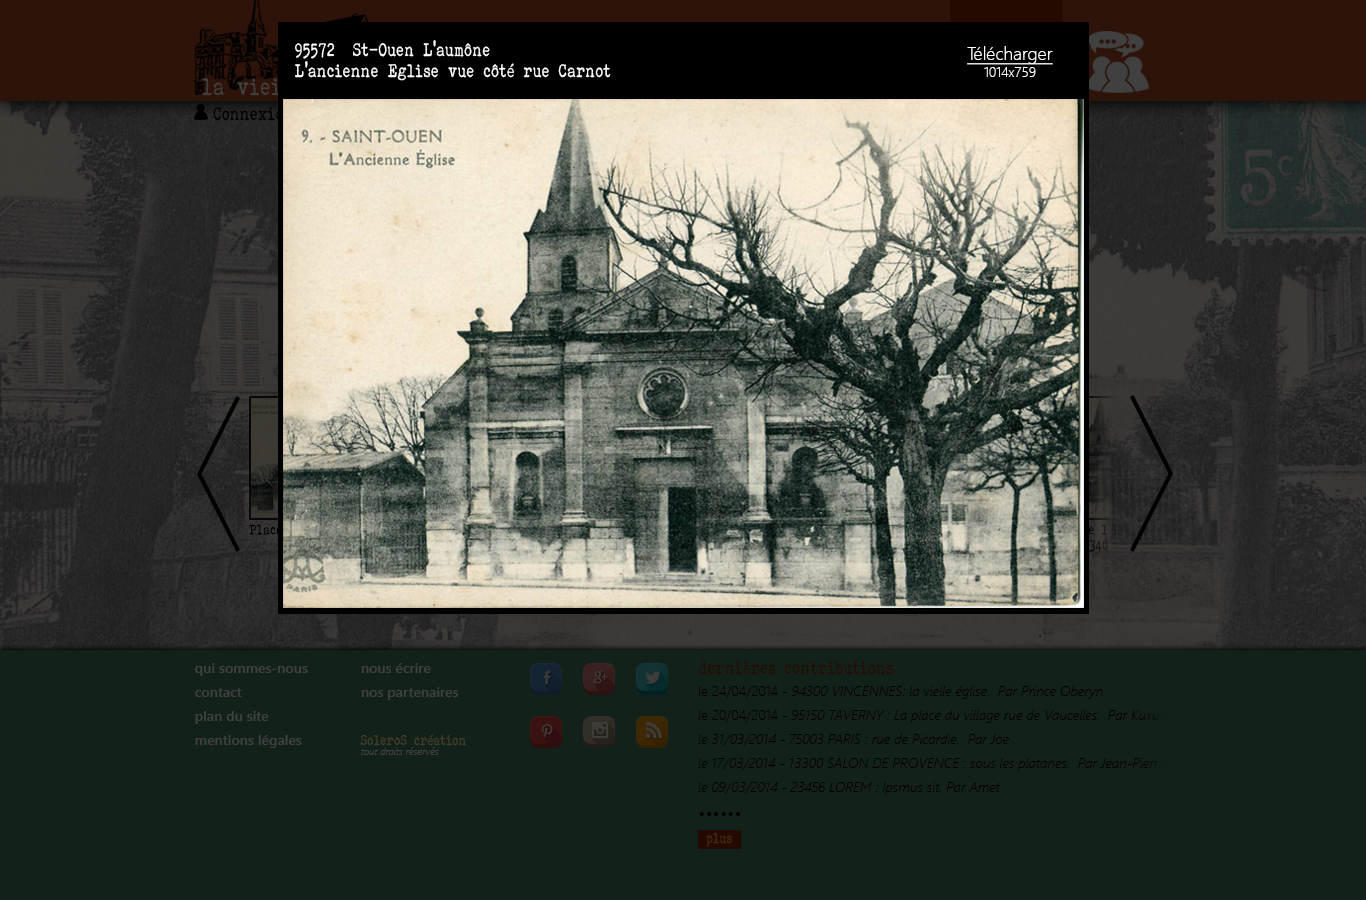 95572 St-Ouen L'aumône
L'ancienne Eglise vue côté rue Carnot
Télécharger
1014x759
la
Connexi
9. - SAINT-OUEN
L'Ancienne Église
5c
PARIS
Place
qui sommes-nous
contact
plan du site
mentions légales
nous écrire
nos partenaires
SoleroS création
tout droits réservés
dernières contributions
le 24/04/2014 - 94300 VINCENNES: la vielle église. Par Prince Oberyn
le 20/04/2014 - 95150 TAVERNY : La place du village rue de Vaucelles. Par Kuxu
le 31/03/2014 - 75003 PARIS : rue de Picardie. Par Joe
le 17/03/2014 - 13300 SALON DE PROVENCE : sous les platanes. Par Jean-Pierr
le 09/03/2014 - 23456 LOREM : Ipsmus sit. Par Amet
••••••
plus